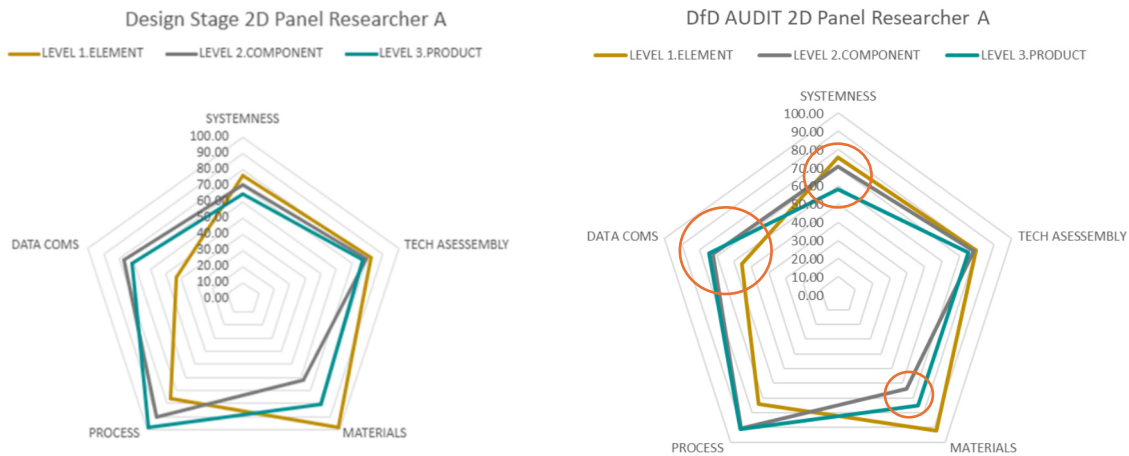 Design Stage 2D Panel Researcher A
LEVEL 1.ELEMENT LEVEL 2.COMPONENT LEVEL 3.PRODUCT
SYSTEMNESS
100.00
90.00
80.00
70.00
60.00
50.00
40.00
30.00
20.00
10.00
0.00
DATA COMS
TECH ASESSEMBLY
PROCESS
MATERIALS
DfD AUDIT 2D Panel Researcher A
LEVEL 1.ELEMENT LEVEL 2.COMPONENT LEVEL 3.PRODUCT
SYSTEMNESS
100.00
90.00
80.00
70.00
60.00
50.00
40.00
30.00
20.00
10.00
0.00
DATA COMS
TECH ASESSEMBLY
PROCESS
MATERIALS